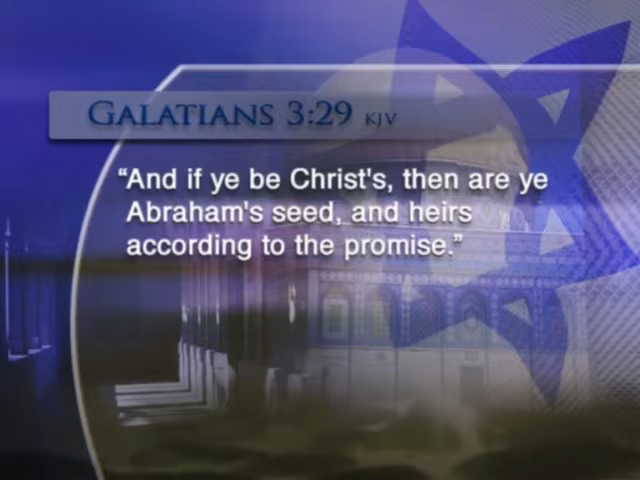 GALATIANS 3:29 KJV
“And if ye be Christ's, then are ye
Abraham's seed, and heirs
according to the promise.”